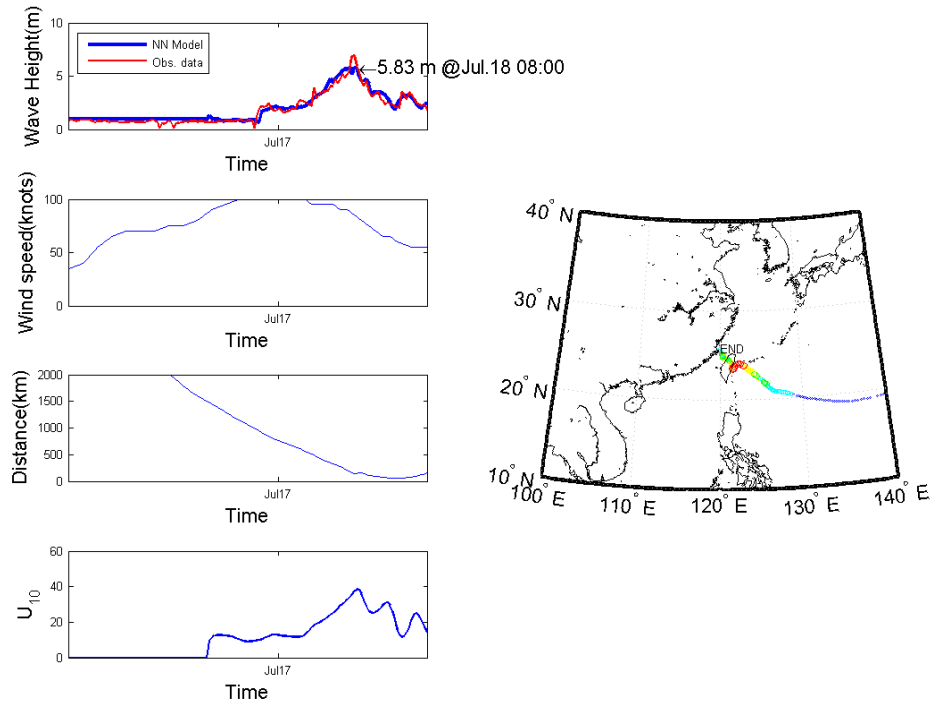 10
5
0
Wave Height(m)
NN Model
Obs. data
←5.83 m @Jul.18 08:00
Jul17
Time
100
50
0
Wind speed(knots)
Jul17
Time
2000
1500
1000
500
0
Distance(km)
Jul17
Time
60
40
20
0
U10
Jul17
Time
40° N
30° N
20° N
10° N
100° E
110° E
120° E
130° E
140° E
END